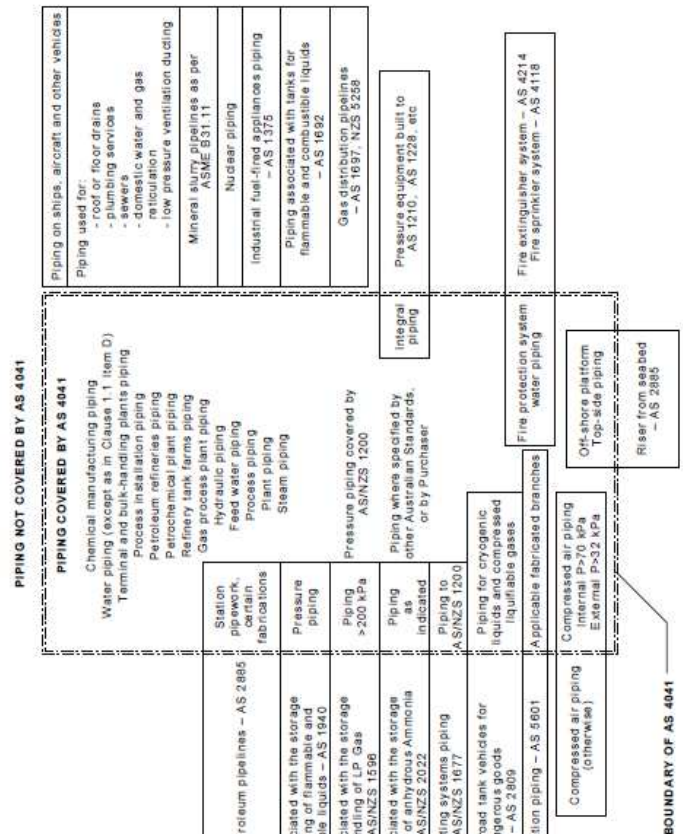 PIPING NOT COVERED BY AS 4041
PIPING COVERED BY AS 4041
Chemical manufacturing piping
Water piping (except as in Clause 1.1 Item D)
Terminal and bulk-handling plants piping
Process installation piping
Petroleum refineries piping
Petrochemical plant piping
Refinery tank farms piping
Gas process plant piping
Hydraulic piping
Feed water piping
Process piping
Plant piping
Steam piping
Pressure piping covered by
AS/NZS 1200
Piping where specified by
other Australian Standards,
or by Purchaser
Piping on ships, aircraft and other vehicles
Piping used for:
- roof or floor drains
- plumbing services
- sewers
- domestic water and gas
reticulation
- low pressure ventilation ducting
Mineral slurry pipelines as per
ASME B31.11
Nuclear piping
Industrial fuel-fired appliances piping
– AS 1375
Piping associated with tanks for
flammable and combustible liquids
– AS 1692
Gas distribution pipelines
– AS 1697, NZS 5258
Integral
piping
Pressure equipment built to
AS 1210, AS 1228, etc
Fire protection system
water piping
Fire extinguisher system – AS 4214
Fire sprinkler system – AS 4118
Off-shore platform
Top-side piping
Riser from seabed
– AS 2885
pipelines – AS 2885
Station
pipework,
certain
fabrications
with the storage
of flammable and
liquids – AS 1940
Pressure
piping
with the storage
of LP Gas
AS/NZS 1596
Piping
>200 kPa
with the storage
of anhydrous Ammonia
AS/NZS 2022
Piping
as
indicated
systems piping
AS/NZS 1677
Piping to
AS/NZS 1200
road tank vehicles for
goods
– AS 2809
Piping for cryogenic
liquids and compressed
liquifiable gases
piping – AS 5601
Applicable fabricated branches
Compressed air piping
(otherwise)
Compressed air piping
Internal P>70 kPa
External P>32 kPa
BOUNDARY OF AS 4041